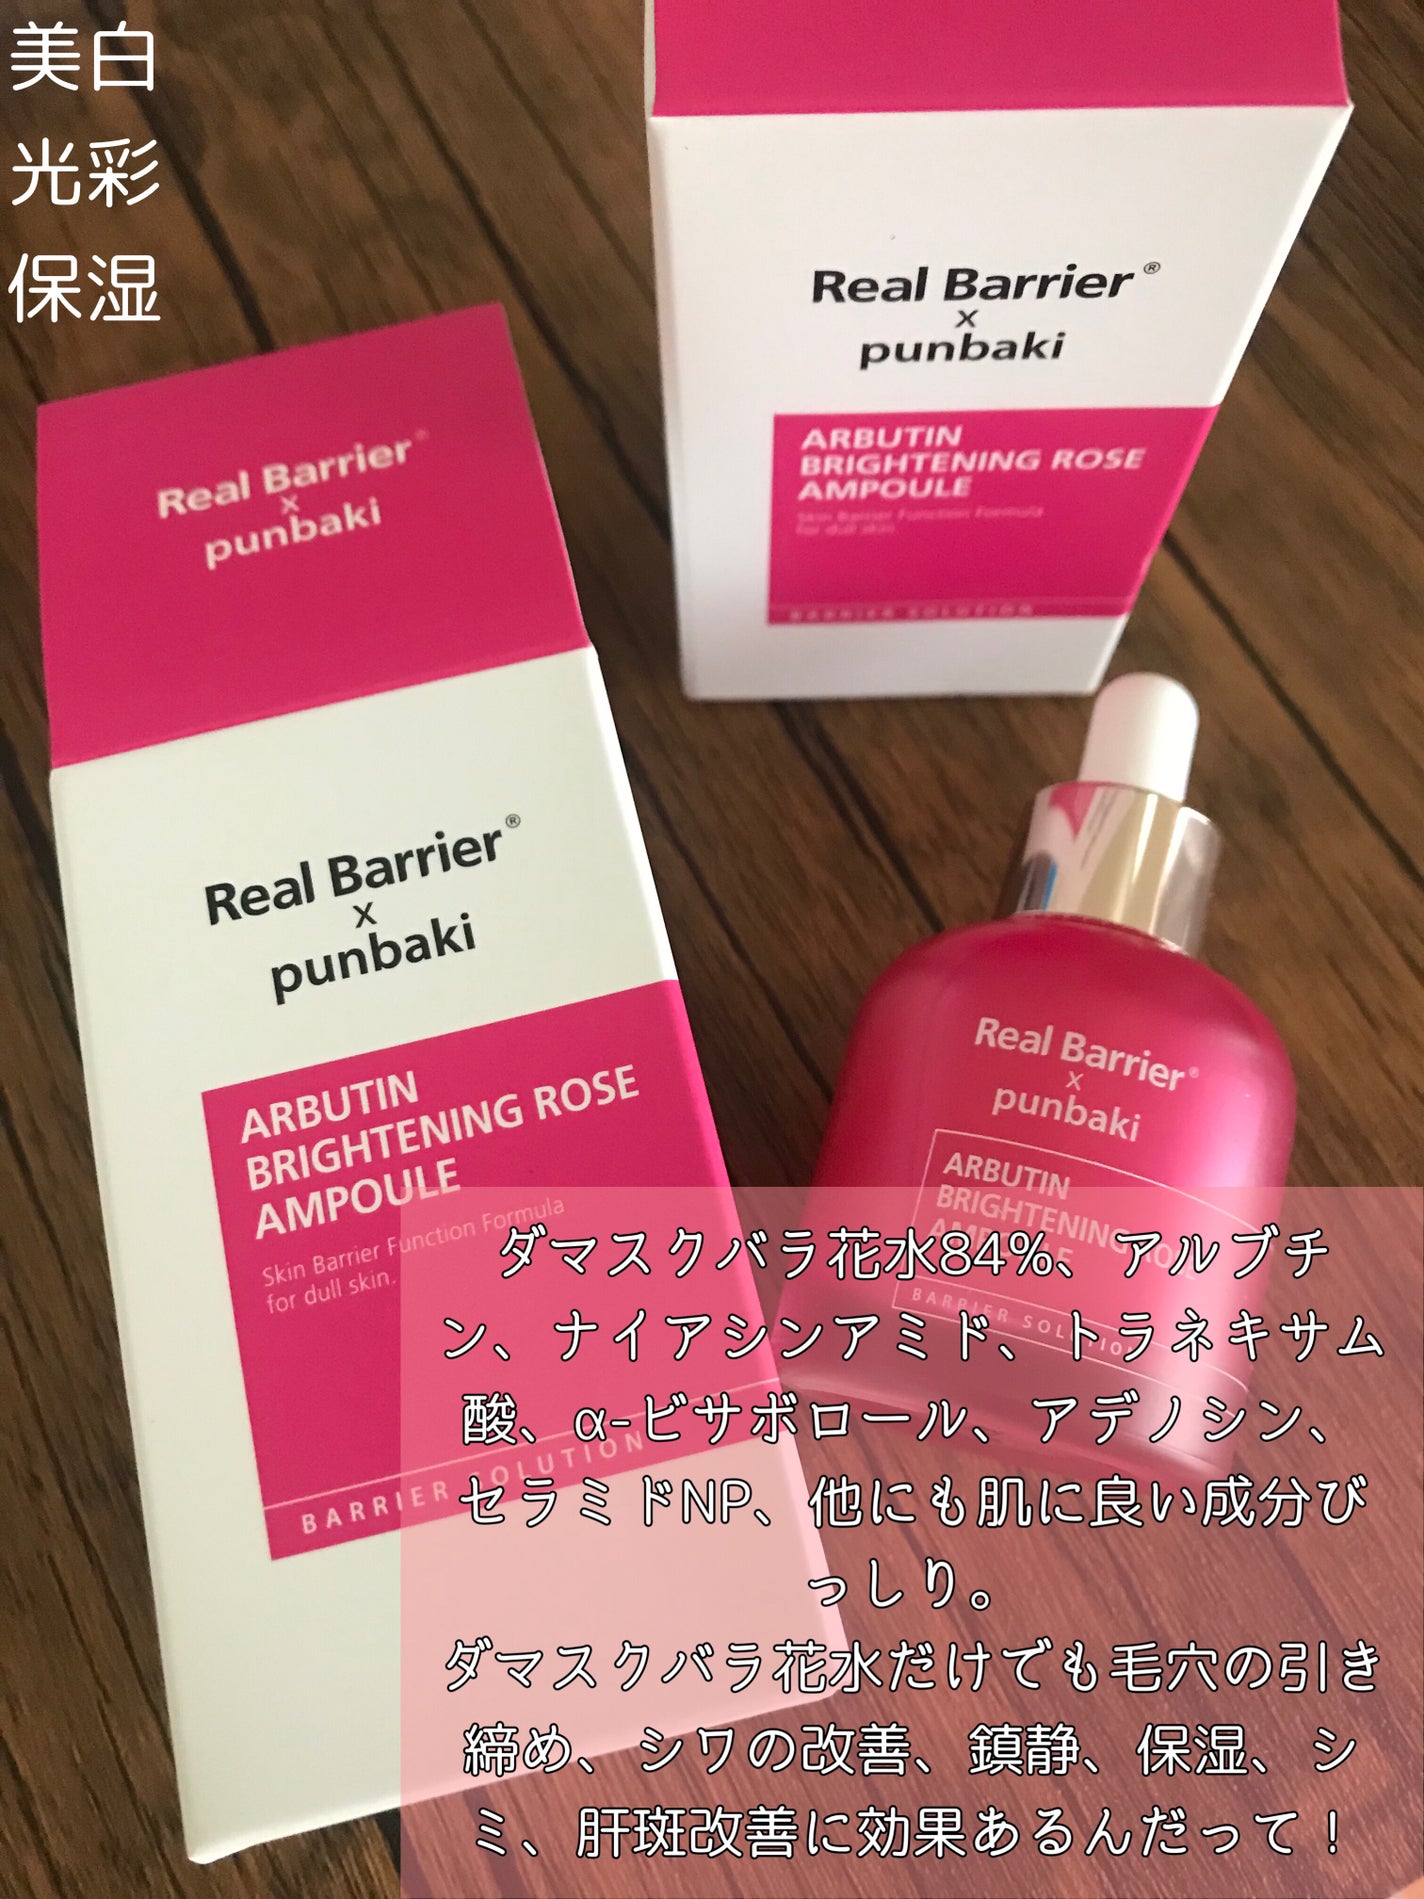 美白
光彩
保湿
Real Barrier®
x
punbaki
ARBUTIN
BRIGHTENING ROSE
AMPOULE
Skin Barrier Function Formula
for dull skin.
BARRIER SOLUTION
Real Barrier®
x
punbaki
Real Barrier®
x
punbaki
ARBUTIN
BRIGHTENING ROSE
AMPOULE
Skin Barrier Function Formula
for dull skin.
BARRIER SOLUTION
Real Barrier®
x
punbaki
ARBUTIN
BRIGHTENING ROSE
AMPOULE
BARRIER SOLUTION
ダマスクバラ花水84%、アルブチ
ン、ナイアシンアミド、トラネキサム
酸、α-ビサボロール、アデノシン、
セラミドNP、他にも肌に良い成分び
っしり。
ダマスクバラ花水だけでも毛穴の引き
締め、シワの改善、鎮静、保湿、シ
ミ、肝斑改善に効果あるんだって！